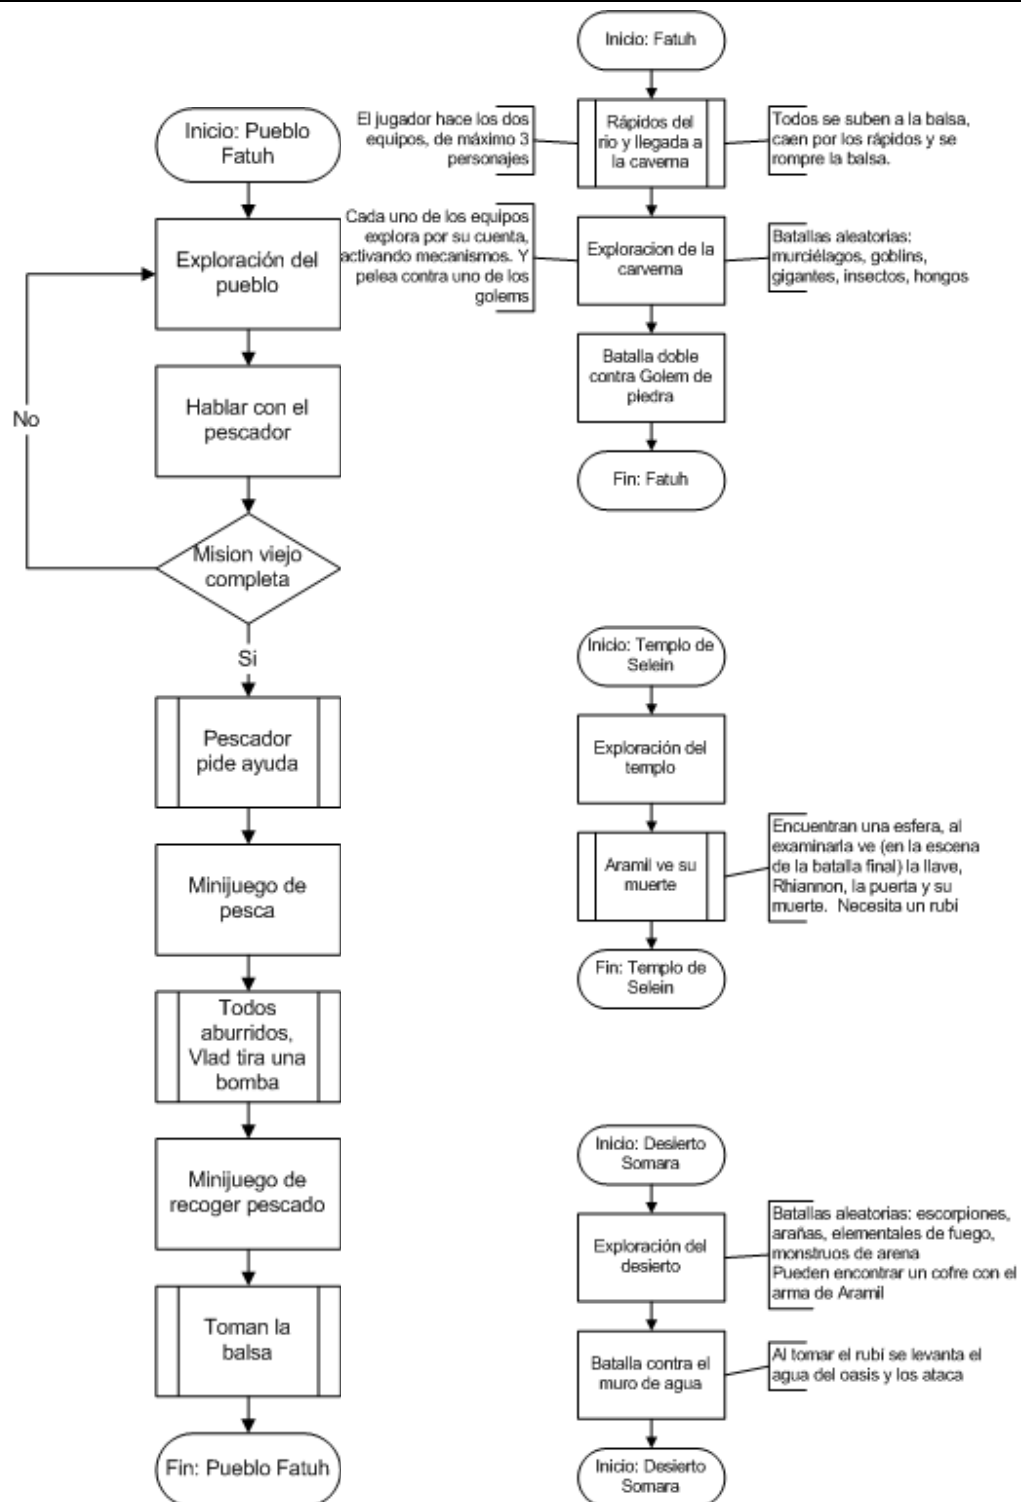 Inicio: Pueblo
Fatuh
Exploración del
pueblo
Hablar con el
pescador
No
Mision viejo
completa
Si
Pescador
pide ayuda
Minijuego de
pesca
Todos
aburridos,
Vlad tira una
bomba
Minijuego de
recoger pescado
Toman la
balsa
Fin: Pueblo Fatuh
Inicio: Fatuh
El jugador hace los dos
equipos, de máximo 3
personajes
Rápidos del
rio y llegada a
la caverna
Todos se suben a la balsa,
caen por los rápidos y se
rompe la balsa.
Cada uno de los equipos
explora por su cuenta,
activando mecanismos. Y
pelea contra uno de los
golems
Exploracion de la
carverna
Batallas aleatorias:
murciélagos, goblins,
gigantes, insectos, hongos
Batalla doble
contra Golem de
piedra
Fin: Fatuh
Inicio: Templo de
Selein
Exploración del
templo
Aramil ve su
muerte
Encuentran una esfera, al
examinarla ve (en la escena
de la batalla final) la llave,
Rhiannon, la puerta y su
muerte. Necesita un rubi
Fin: Templo de
Selein
Inicio: Desierto
Somara
Exploración del
desierto
Batallas aleatorias: escorpiones,
arañas, elementales de fuego,
monstruos de arena
Pueden encontrar un cofre con el
arma de Aramil
Batalla contra el
muro de agua
Al tomar el rubi se levanta el
agua del oasis y los ataca
Inicio: Desierto
Somara